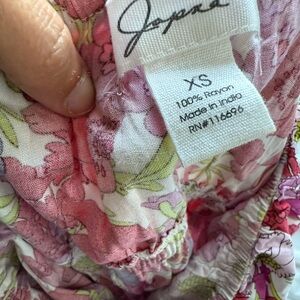 Japna
XS
100% Rayon
Made in India
RN#116696